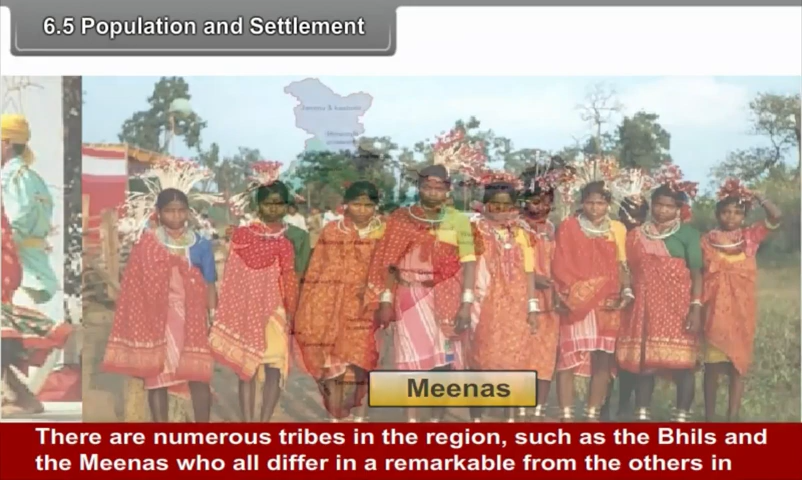 6.5 Population and Settlement
Meenas
There are numerous tribes in the region, such as the Bhils and
the Meenas who all differ in a remarkable from the others in